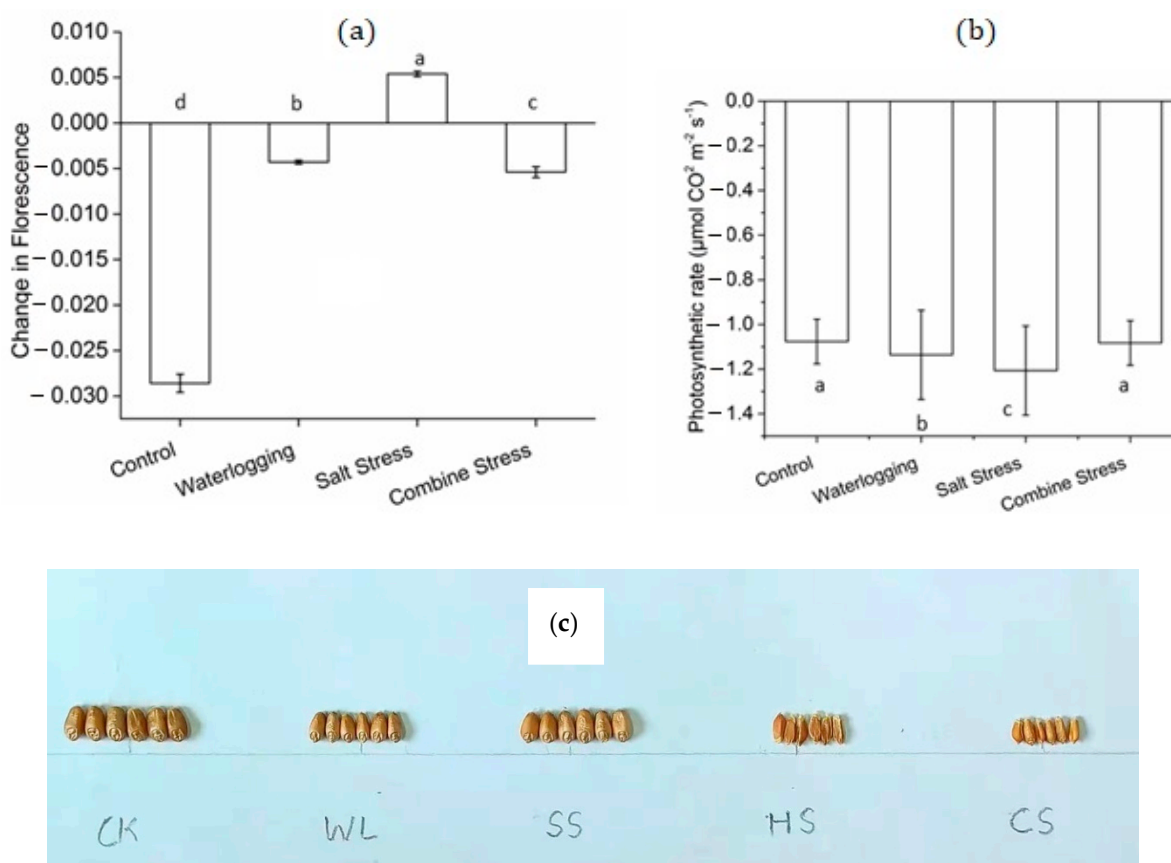 (a)
0.010
0.005
0.000
−0.005
−0.010
−0.015
−0.020
−0.025
−0.030
Chanqe in Florescence
d
b
a
c
Control
Waterlogging
Salt Stress
Combine Stress
(b)
0.0
−0.2
−0.4
−0.6
−0.8
−1.0
−1.2
−1.4
Photosynthetic rate (μmol CO² m⁻² s⁻¹)
a
b
c
a
Control
Waterlogging
Salt Stress
Combine Stress
(c)
CK WL SS HS CS